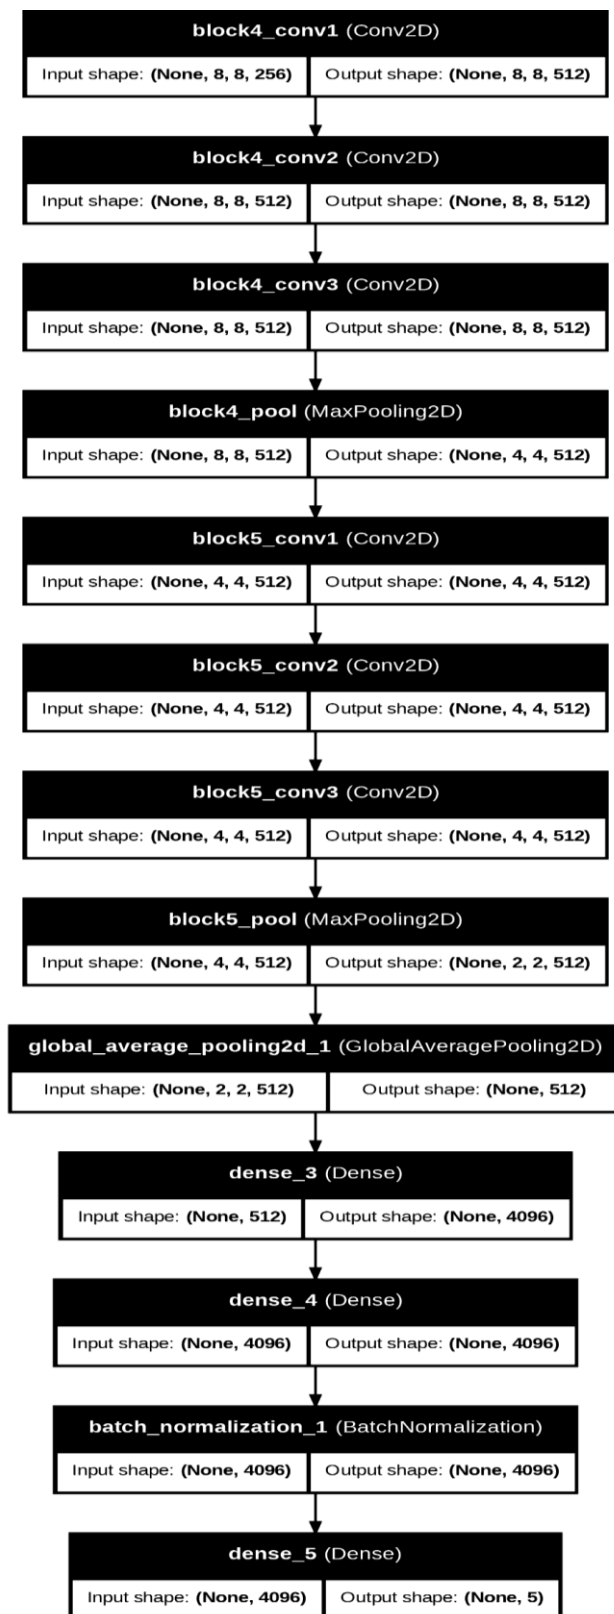 block4_conv1 (Conv2D)
Input shape: (None, 8, 8, 256) Output shape: (None, 8, 8, 512)
block4_conv2 (Conv2D)
Input shape: (None, 8, 8, 512) Output shape: (None, 8, 8, 512)
block4_conv3 (Conv2D)
Input shape: (None, 8, 8, 512) Output shape: (None, 8, 8, 512)
block4_pool (MaxPooling2D)
Input shape: (None, 8, 8, 512) Output shape: (None, 4, 4, 512)
block5_conv1 (Conv2D)
Input shape: (None, 4, 4, 512) Output shape: (None, 4, 4, 512)
block5_conv2 (Conv2D)
Input shape: (None, 4, 4, 512) Output shape: (None, 4, 4, 512)
block5_conv3 (Conv2D)
Input shape: (None, 4, 4, 512) Output shape: (None, 4, 4, 512)
block5_pool (MaxPooling2D)
Input shape: (None, 4, 4, 512) Output shape: (None, 2, 2, 512)
global_average_pooling2d_1 (GlobalAveragePooling2D)
Input shape: (None, 2, 2, 512) Output shape: (None, 512)
dense_3 (Dense)
Input shape: (None, 512) Output shape: (None, 4096)
dense_4 (Dense)
Input shape: (None, 4096) Output shape: (None, 4096)
batch_normalization_1 (BatchNormalization)
Input shape: (None, 4096) Output shape: (None, 4096)
dense_5 (Dense)
Input shape: (None, 4096) Output shape: (None, 5)